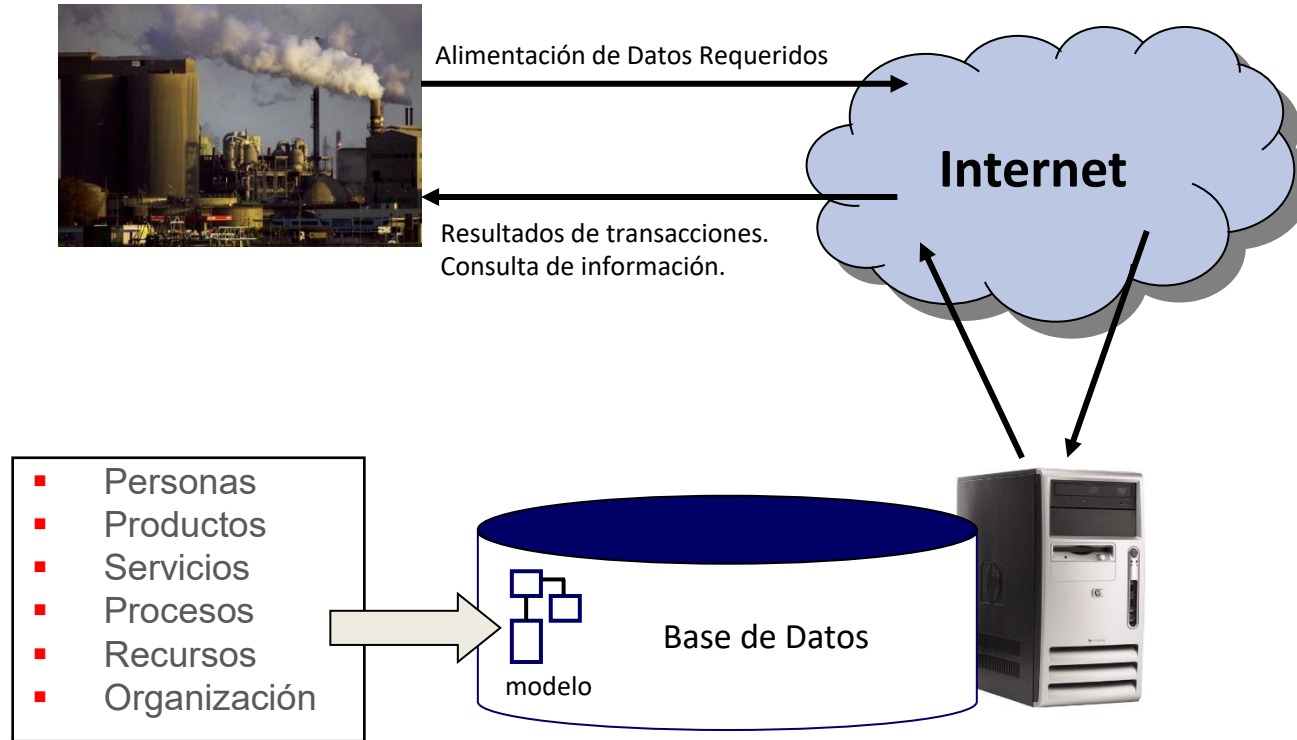 Alimentación de Datos Requeridos
Internet
Resultados de transacciones.
Consulta de información.
Personas
Productos
Servicios
Procesos
Recursos
Organización
modelo
Base de Datos
hp